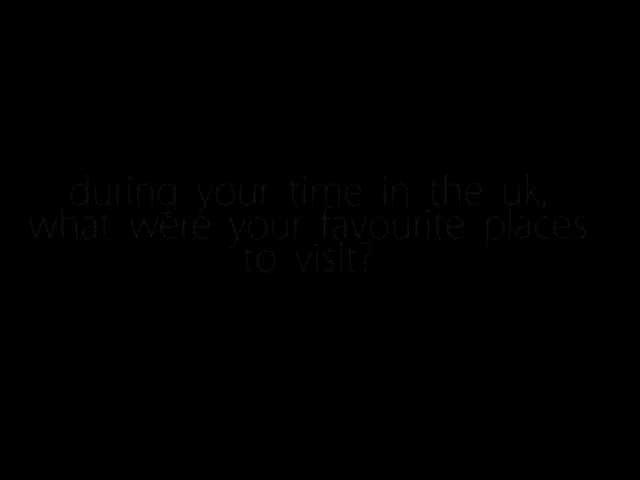 during your time in the uk,
what were your favourite places
to visit?